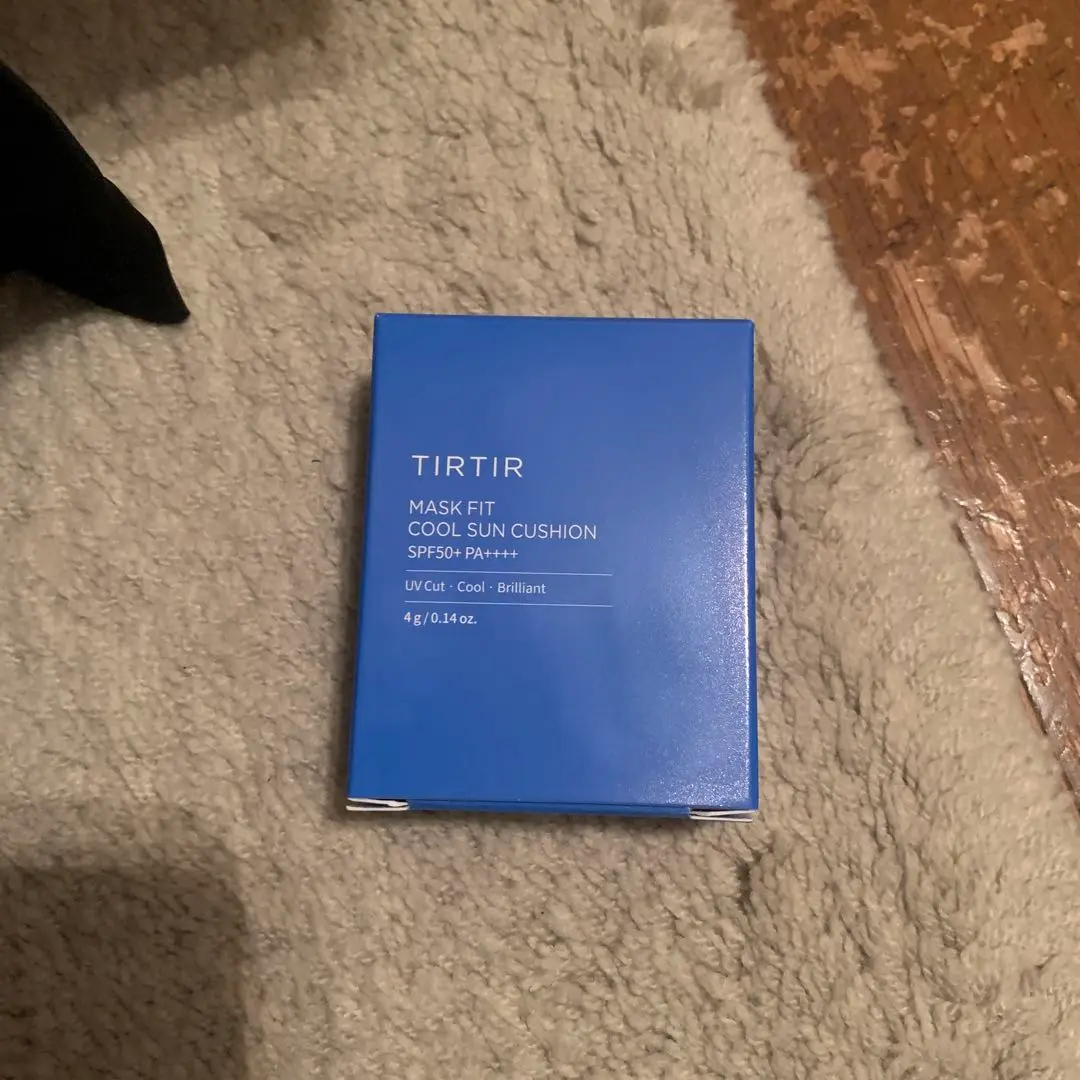 TIRTIR
MASK FIT
COOL SUN CUSHION
SPF50+ PA++++
UV Cut · Cool · Brilliant
4 g / 0.14 oz.